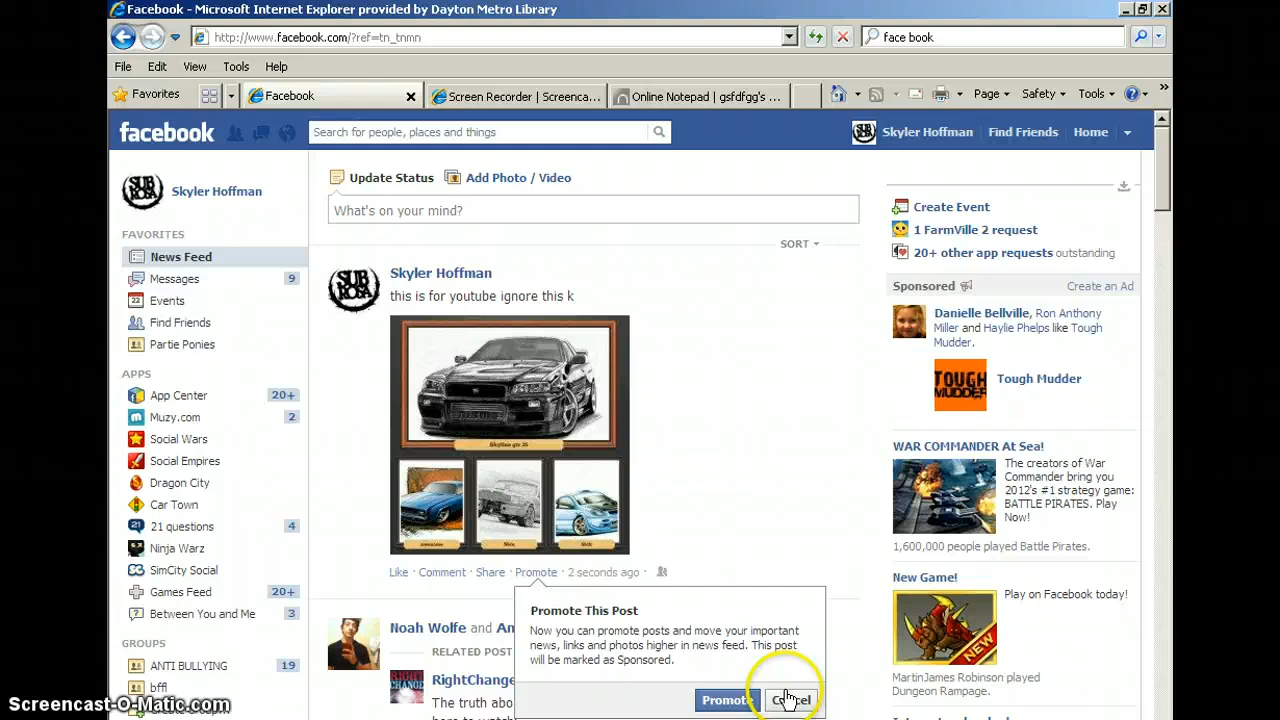 Facebook - Microsoft Internet Explorer provided by Dayton Metro Library
http://www.facebook.com/?ref=tn_tnmn
face book
File Edit View Tools Help
Favorites
Facebook
Screen Recorder | Screenca...
Online Notepad | gsfdfgg's ...
Page
Safety
Tools
facebook
Search for people, places and things
Skyler Hoffman Find Friends Home
Skyler Hoffman
FAVORITES
News Feed
Messages 9
Events
Find Friends
Partie Ponies
APPS
App Center 20+
Muzy.com 2
Social Wars
Social Empires
Dragon City
Car Town
21 questions 4
Ninja Warz
SimCity Social
Games Feed 20+
Between You and Me 3
GROUPS
ANTI BULLYING 19
bffl
Update Status Add Photo / Video
What's on your mind?
SORT
SUB
ROSA
Skyler Hoffman
this is for youtube ignore this k
Like · Comment · Share · Promote · 2 seconds ago ·
Promote This Post
Now you can promote posts and move your important
news, links and photos higher in news feed. This post
will be marked as Sponsored.
Noah Wolfe and
RELATED POST
RIGHT
CHANGE
RightChange
The truth abo
Create Event
1 FarmVille 2 request
20+ other app requests outstanding
Sponsored Create an Ad
Danielle Bellville, Ron Anthony
Miller and Haylie Phelps like Tough
Mudder.
TOUGH
MUDDER
Tough Mudder
WAR COMMANDER At Sea!
The creators of War
Commander bring you
2012's #1 strategy game:
BATTLE PIRATES. Play
Now!
1,600,000 people played Battle Pirates.
New Game!
Play on Facebook today!
NEW
MartinJames Robinson played
Dungeon Rampage.
Screencast-O-Matic.com